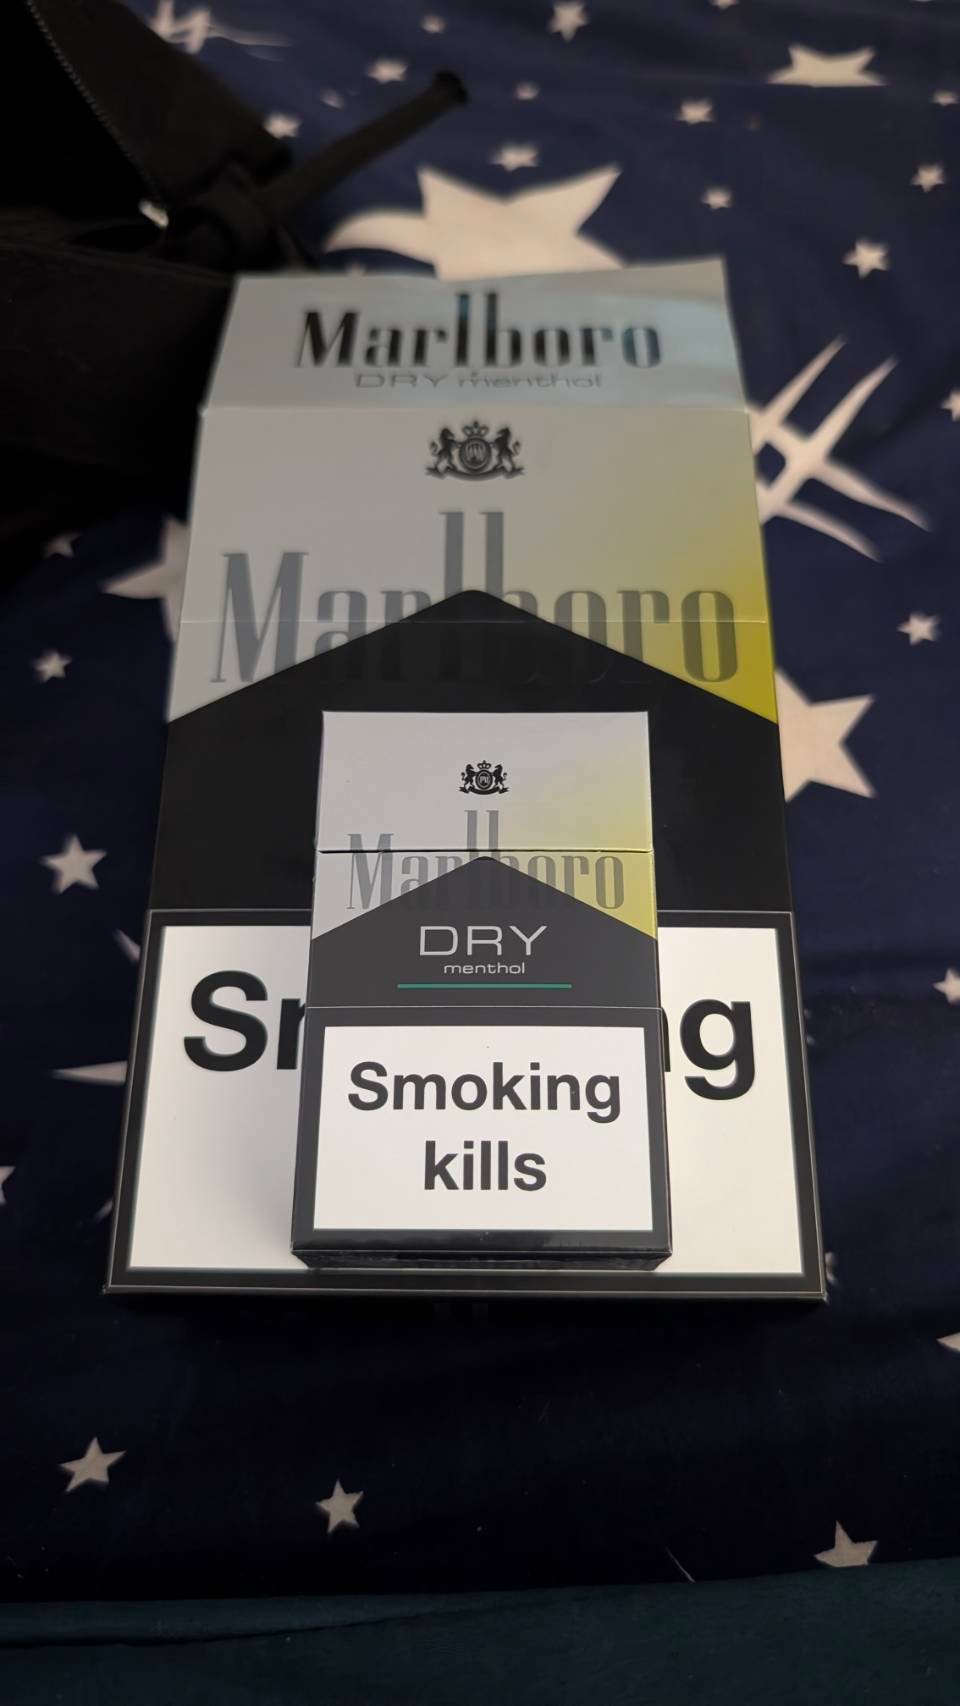 Marlboro
DRY menthol
Marlboro
Marlboro
DRY
menthol
Smoking
kills